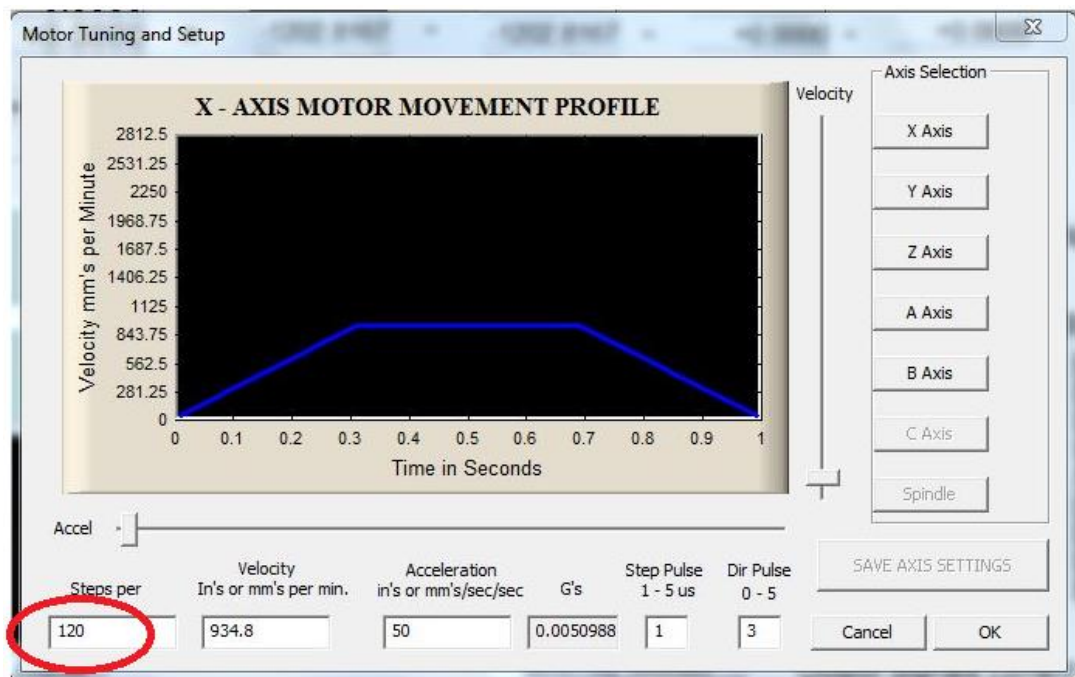 Motor Tuning and Setup
X - AXIS MOTOR MOVEMENT PROFILE
Velocity mm's per Minute
2812.5
2531.25
2250
1968.75
1687.5
1406.25
1125
843.75
562.5
281.25
0
0 0.1 0.2 0.3 0.4 0.5 0.6 0.7 0.8 0.9 1
Time in Seconds
Velocity
Axis Selection
X Axis
Y Axis
Z Axis
A Axis
B Axis
C Axis
Spindle
Accel
Steps per
Velocity
In's or mm's per min.
Acceleration
in's or mm's/sec/sec
G's
Step Pulse
1 - 5 us
Dir Pulse
0 - 5
120
934.8
50
0.0050988
1
3
SAVE AXIS SETTINGS
Cancel
OK